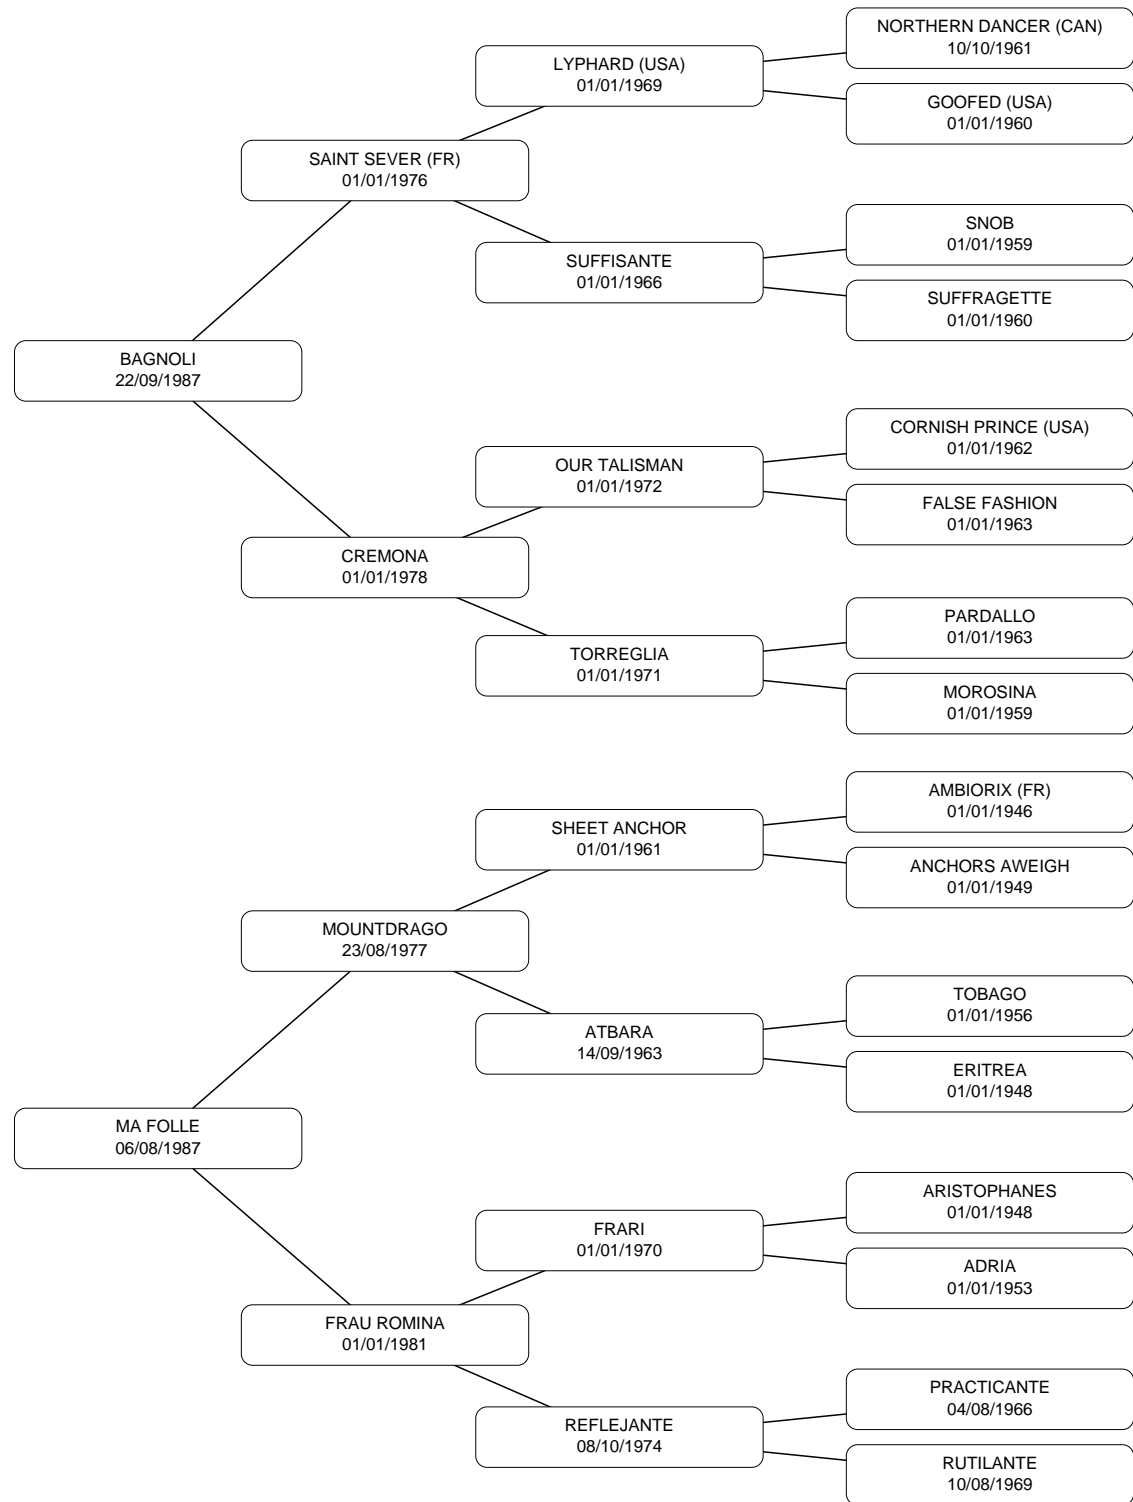 NORTHERN DANCER (CAN)
10/10/1961
LYPHARD (USA)
01/01/1969
GOOFED (USA)
01/01/1960
SAINT SEVER (FR)
01/01/1976
SNOB
01/01/1959
SUFFISANTE
01/01/1966
SUFFRAGETTE
01/01/1960
BAGNOLI
22/09/1987
CORNISH PRINCE (USA)
01/01/1962
OUR TALISMAN
01/01/1972
FALSE FASHION
01/01/1963
CREMONA
01/01/1978
PARDALLO
01/01/1963
TORREGLIA
01/01/1971
MOROSINA
01/01/1959
AMBIORIX (FR)
01/01/1946
SHEET ANCHOR
01/01/1961
ANCHORS AWEIGH
01/01/1949
MOUNTDRAGO
23/08/1977
TOBAGO
01/01/1956
ATBARA
14/09/1963
ERITREA
01/01/1948
MA FOLLE
06/08/1987
ARISTOPHANES
01/01/1948
FRARI
01/01/1970
ADRIA
01/01/1953
FRAU ROMINA
01/01/1981
PRACTICANTE
04/08/1966
REFLEJANTE
08/10/1974
RUTILANTE
10/08/1969